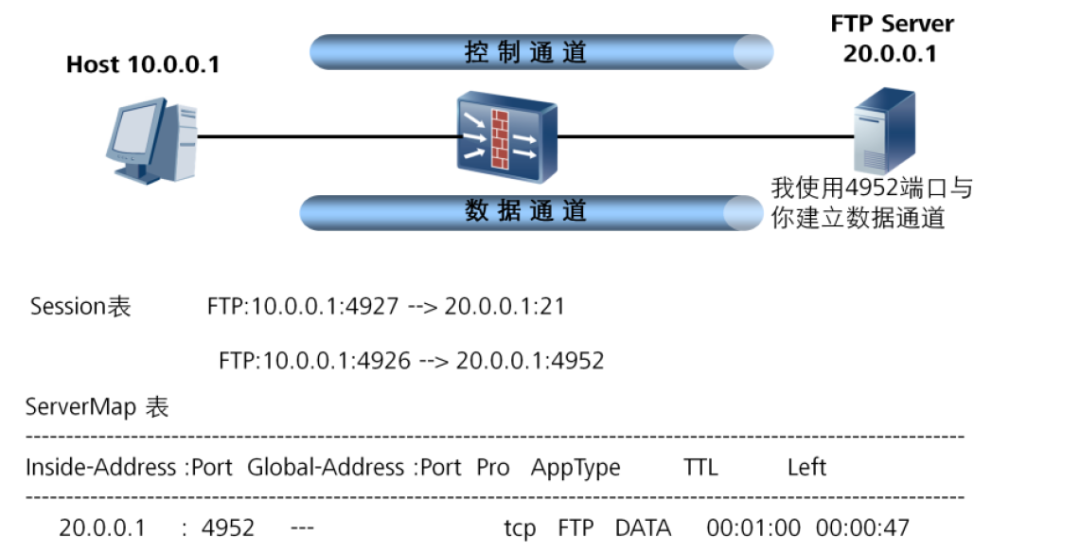 FTP Server
20.0.0.1
Host 10.0.0.1
控制通道
数据通道
我使用4952端口与
你建立数据通道
Session表 FTP:10.0.0.1:4927 --> 20.0.0.1:21
FTP:10.0.0.1:4926 --> 20.0.0.1:4952
ServerMap 表
Inside-Address :Port Global-Address :Port Pro AppType TTL Left
20.0.0.1 : 4952 --- tcp FTP DATA 00:01:00 00:00:47